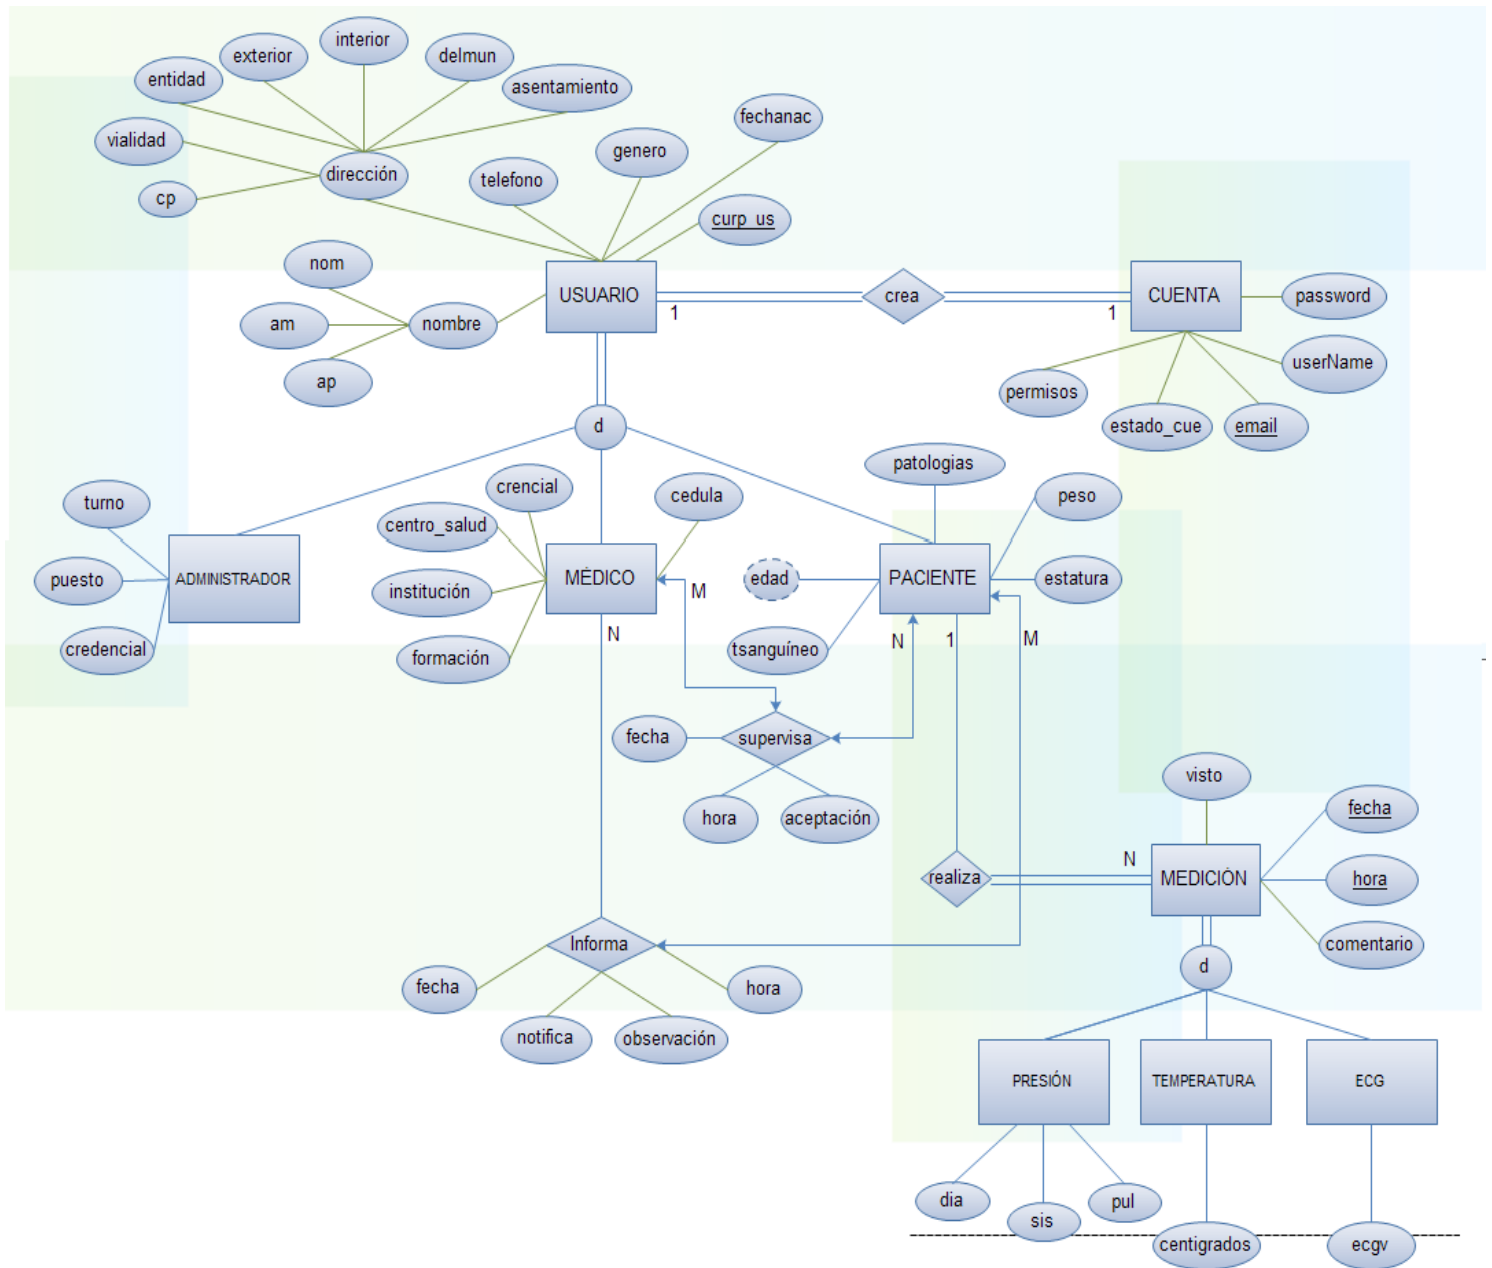 interior
exterior
delmun
entidad
asentamiento
fechanac
vialidad
genero
dirección
telefono
cp
curp_us
nom
USUARIO
crea
CUENTA
password
1
1
am
nombre
userName
ap
permisos
estado_cue
email
d
patologias
crencial
cedula
peso
turno
centro_salud
puesto
ADMINISTRADOR
MÉDICO
edad
PACIENTE
estatura
institución
M
N
N
1
M
credencial
formación
tsanguíneo
fecha
supervisa
visto
hora
aceptación
fecha
N
realiza
MEDICIÓN
hora
Informa
comentario
d
fecha
hora
notifica
observación
PRESIÓN
TEMPERATURA
ECG
dia
pul
sis
centigrados
ecgv